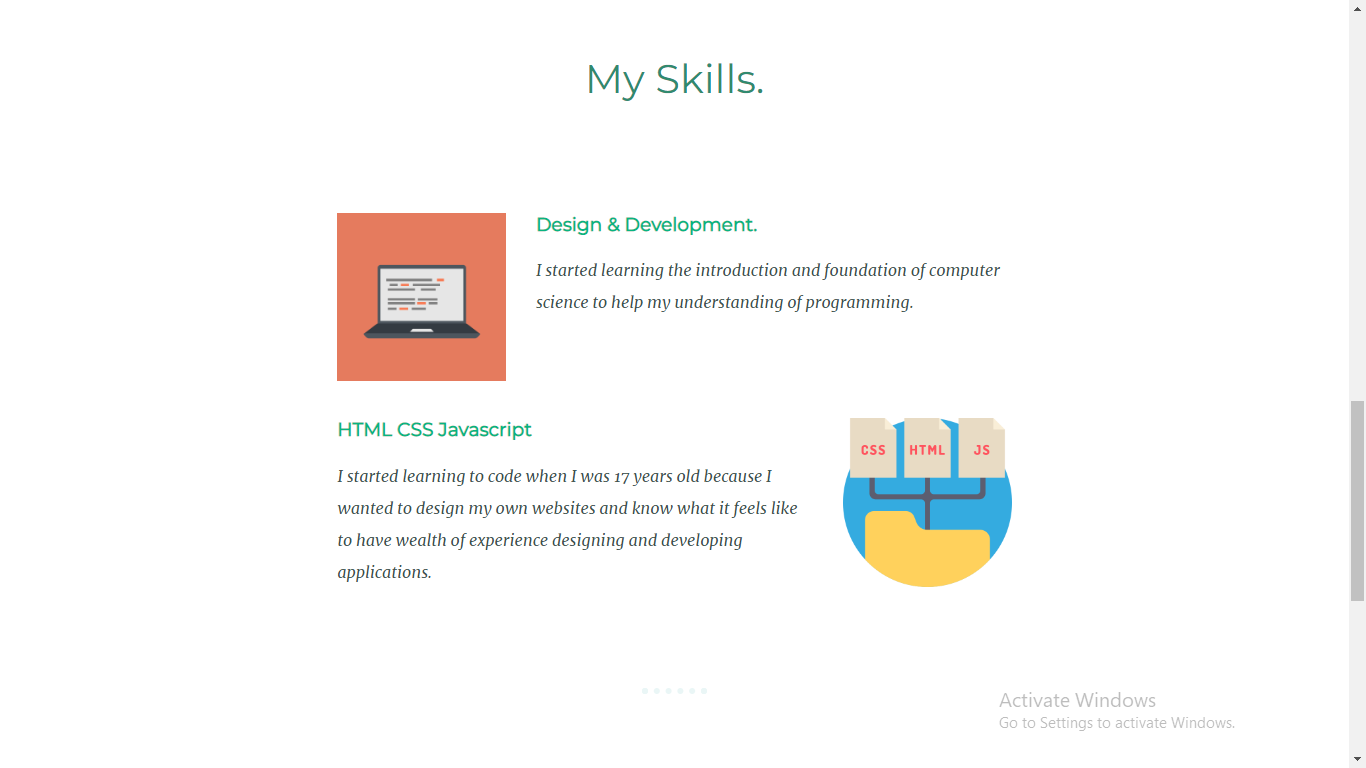 My Skills.
Design & Development.
I started learning the introduction and foundation of computer
science to help my understanding of programming.
HTML CSS Javascript
I started learning to code when I was 17 years old because I
wanted to design my own websites and know what it feels like
to have wealth of experience designing and developing
applications.
CSS HTML JS
Activate Windows
Go to Settings to activate Windows.